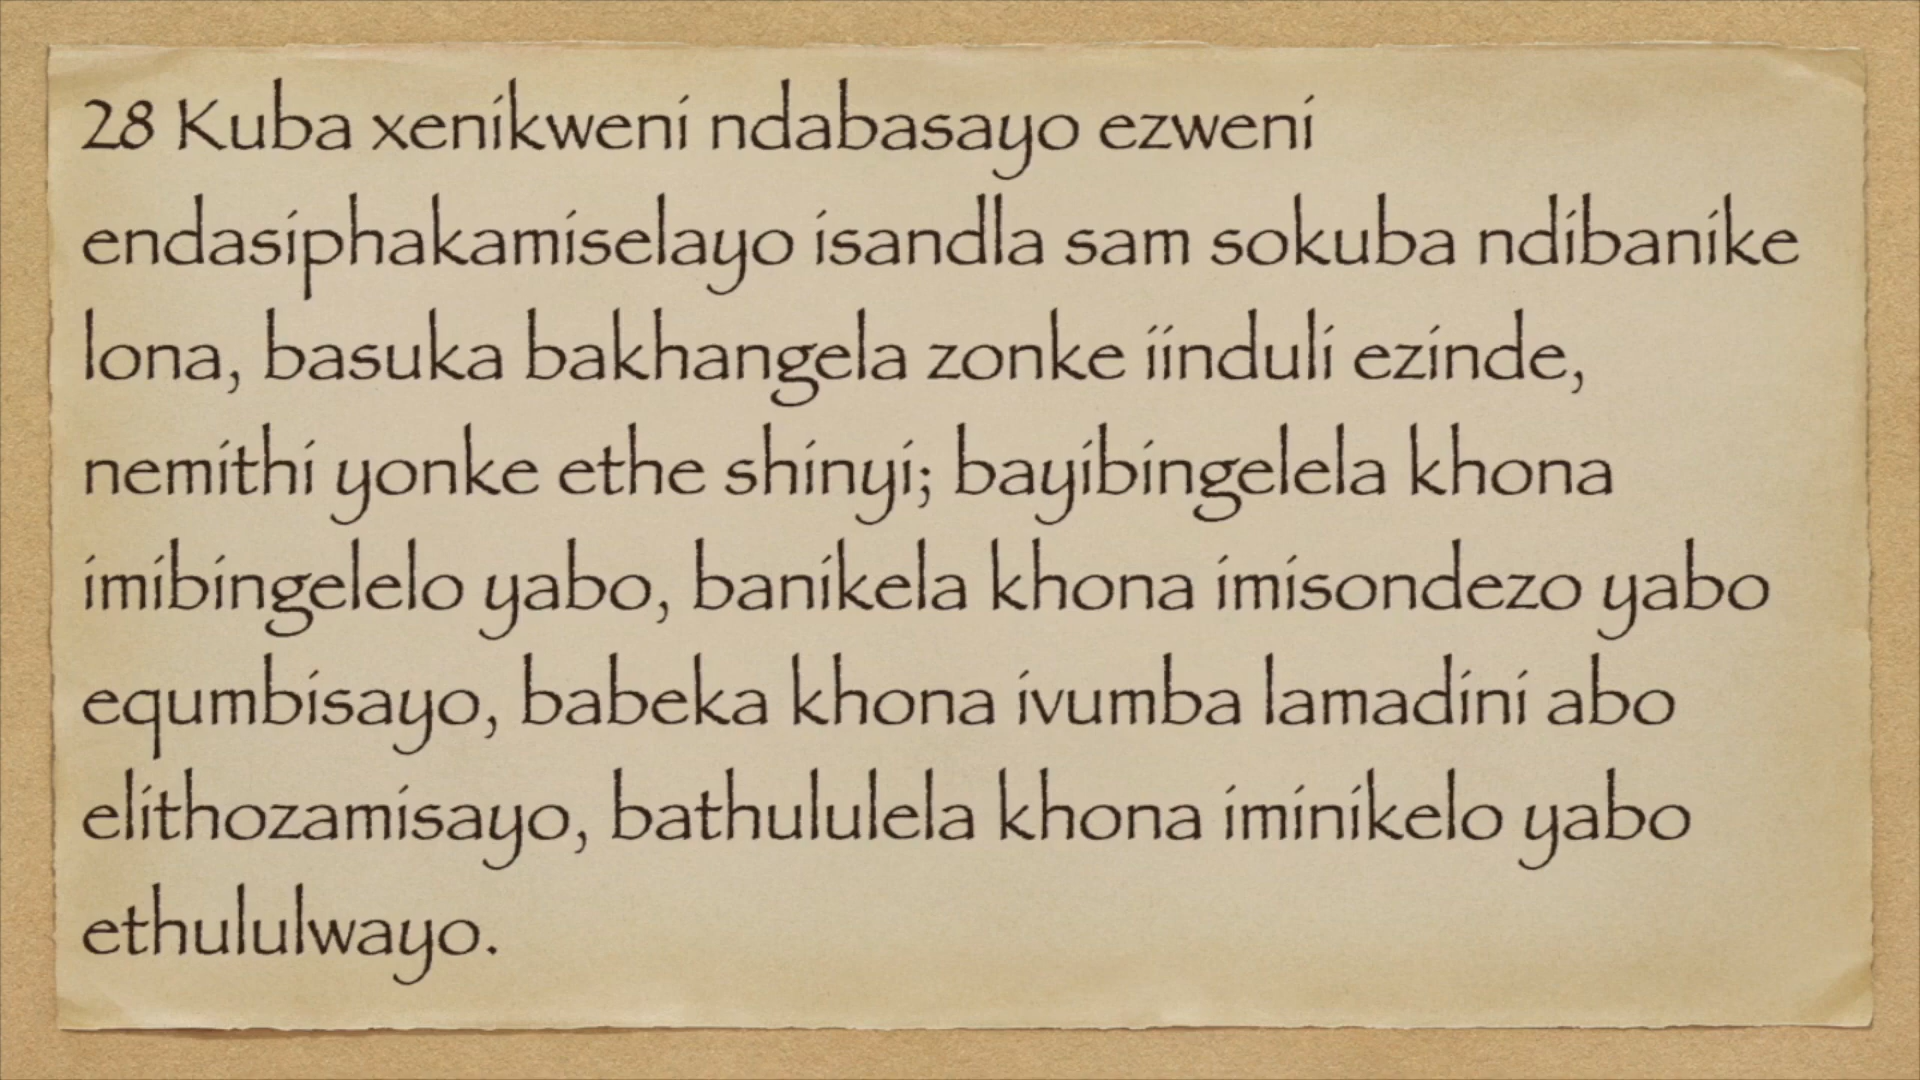 28 Kuba xenikweni ndabasayo ezweni
endasiphakamiselayo isandla sam sokuba ndibanike
lona, basuka bakhangela zonke iinduli ezinde,
nemithi yonke ethe shinyi; bayibingelela khona
imibingelelo yabo, banikela khona imisondezo yabo
equmbisayo, babeka khona ivumba lamadini abo
elithozamisayo, bathululela khona iminikelo yabo
ethululwayo.